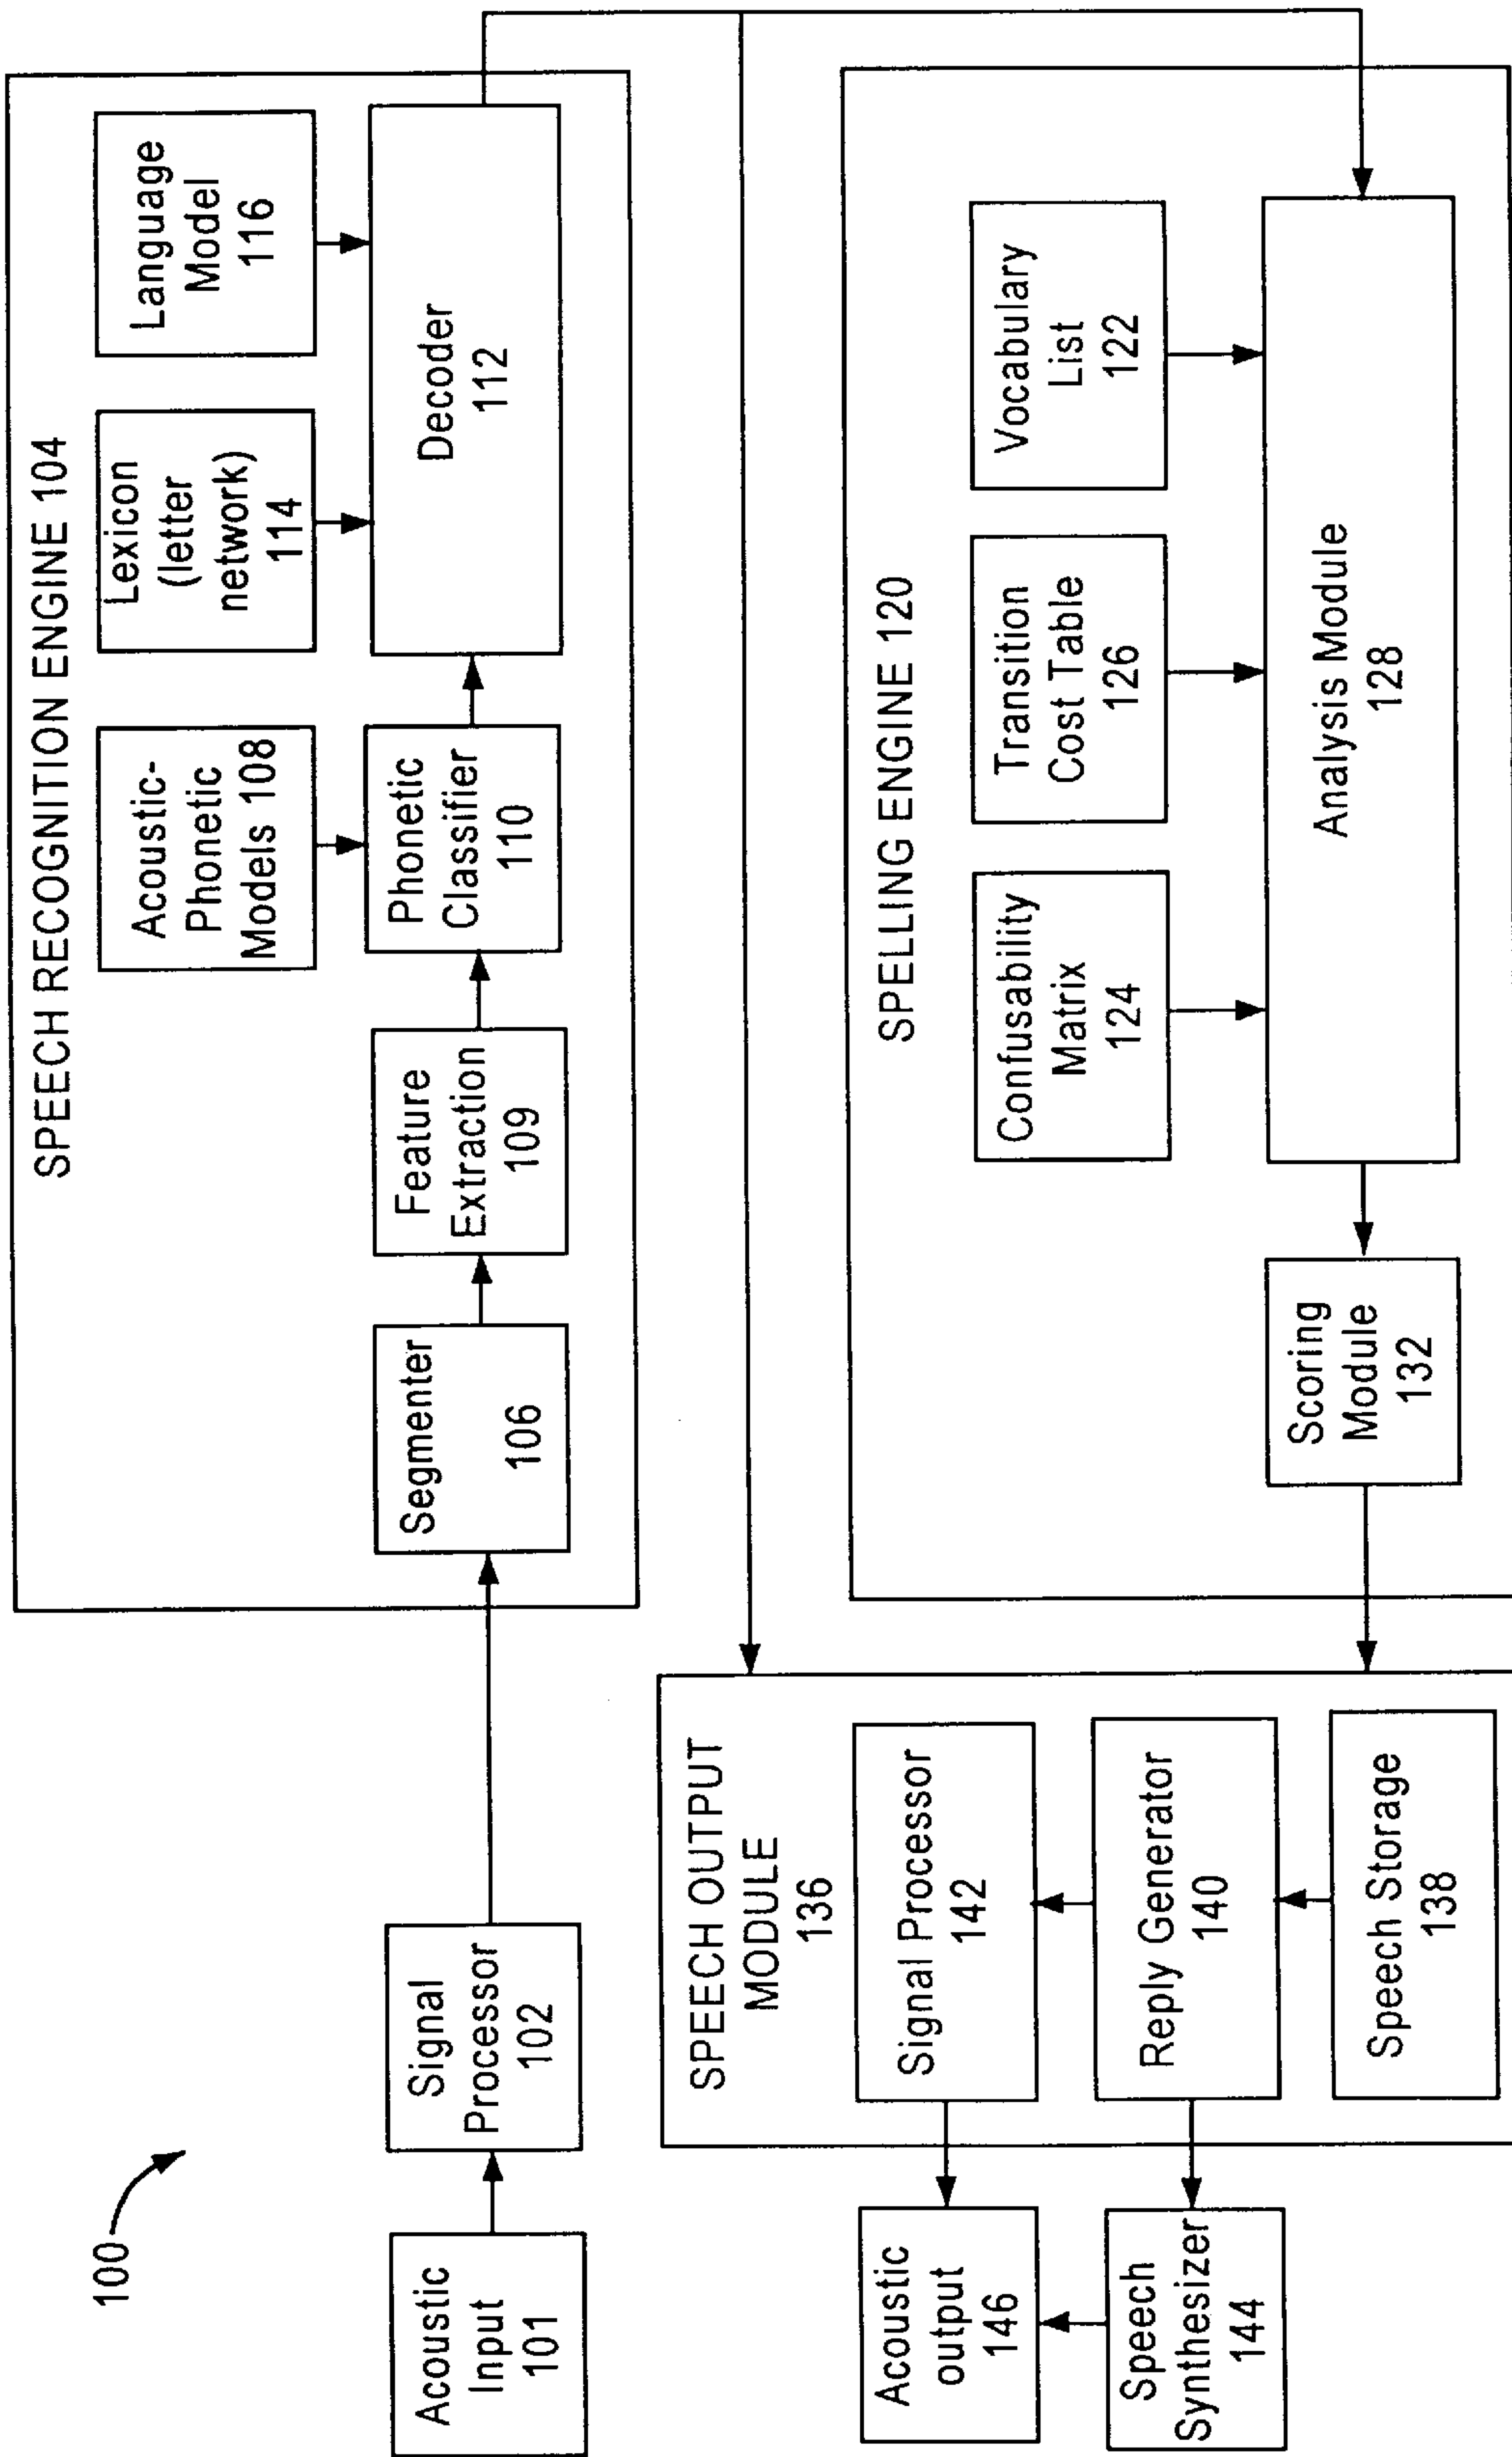 100
Acoustic
Input
101
Signal
Processor
102
SPEECH RECOGNITION ENGINE 104
Segmenter
106
Feature
Extraction
109
Acoustic-
Phonetic
Models 108
Phonetic
Classifier
110
Lexicon
(letter
network)
114
Language
Model
116
Decoder
112
SPEECH OUTPUT
MODULE
136
Signal Processor
142
Reply Generator
140
Speech Storage
138
Acoustic
output
146
Speech
Synthesizer
144
SPELLING ENGINE 120
Confusability
Matrix
124
Transition
Cost Table
126
Vocabulary
List
122
Analysis Module
128
Scoring
Module
132